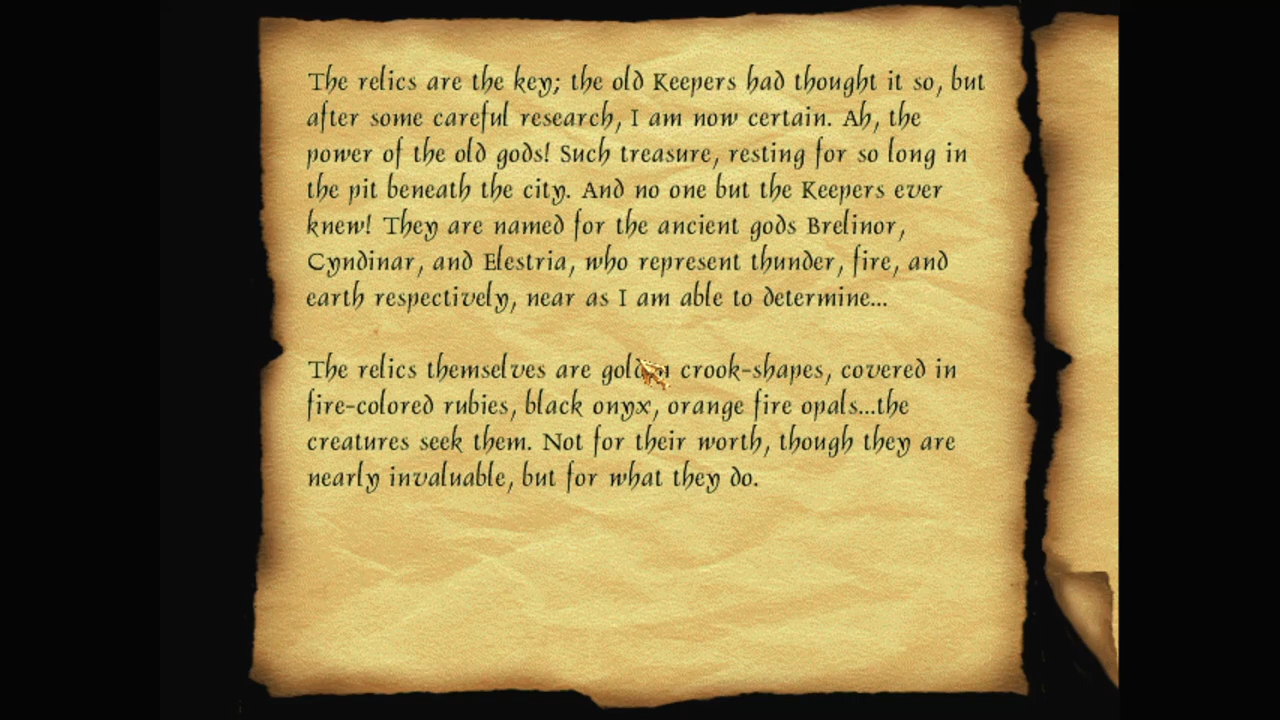 The relics are the key; the old Keepers had thought it so, but
after some careful research, I am now certain. Ah, the
power of the old gods! Such treasure, resting for so long in
the pit beneath the city. And no one but the Keepers ever
knew! They are named for the ancient gods Brelinor,
Cyndinar, and Elestria, who represent thunder, fire, and
earth respectively, near as I am able to determine...
The relics themselves are golden crook-shapes, covered in
fire-colored rubies, black onyx, orange fire opals...the
creatures seek them. Not for their worth, though they are
nearly invaluable, but for what they do.